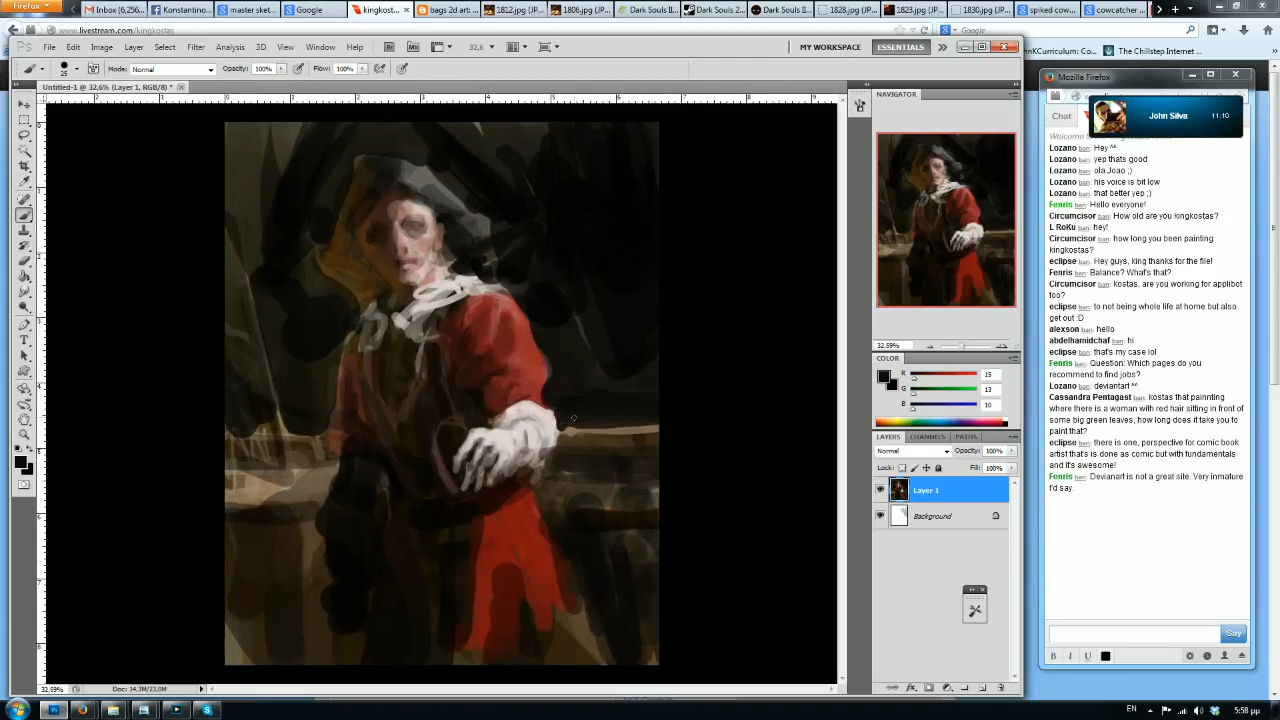 Firefox
Inbox (6,256...
Konstantino...
master sket...
Google
kingkost...
bags 2d art: ...
1812.jpg (JP...
1806.jpg (JP...
Dark Souls II...
Dark Souls 2...
Dark Souls II...
1828.jpg (JP...
1823.jpg (JP...
1830.jpg (JP...
spiked cow...
cowcatcher ...
www.livestream.com/kingkostas
File Edit Image Layer Select Filter Analysis 3D View Window Help
32,6
MY WORKSPACE
ESSENTIALS
25
Mode: Normal
Opacity: 100%
Flow: 100%
Untitled-1 @ 32,6% (Layer 1, RGB/8) *
NAVIGATOR
32.59%
COLOR
R 15
G 13
B 10
LAYERS CHANNELS PATHS
Normal
Opacity: 100%
Lock:
Fill: 100%
Layer 1
Background
32,59%
Doc: 14,3M/23,0M
hnKCurriculum: Co...
The Chillstep Internet ...
Mozilla Firefox
John Silva 11:10
Chat
Lozano ban: Hey ^^
Lozano ban: yep thats good
Lozano ban: ola Joao ;)
Lozano ban: his voice is bit low
Lozano ban: that better yep ;)
Fenris ban: Hello everyone!
Circumcisor ban: How old are you kingkostas?
L RoKu ban: hey!
Circumcisor ban: how long you been painting
kingkostas?
eclipse ban: Hey guys, king thanks for the file!
Fenris ban: Balance? What's that?
Circumcisor ban: kostas, are you working for applibot
too?
eclipse ban: to not being whole life at home but also
get out :D
alexson ban: hello
abdelhamidchaf ban: hi
eclipse ban: that's my case lol
Fenris ban: Question: Which pages do you
recommend to find jobs?
Lozano ban: deviantart ^^
Cassandra Pentagast ban: kostas that painnting
where there is a woman with red hair sitting in front of
some big green leaves, how long does it take you to
paint that?
eclipse ban: there is one, perspective for comic book
artist that's is done as comic but with fundamentals
and it's awesome!
Fenris ban: Devianart is not a great site. Very inmature
I'd say.
Say
B I U
EN
5:58 μμ